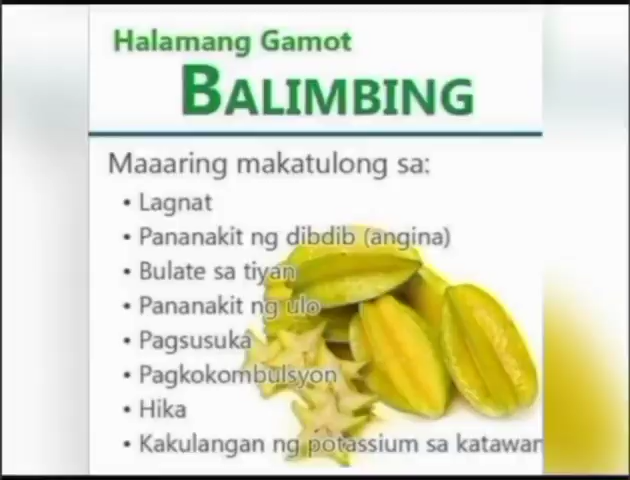 Halamang Gamot
BALIMBING
Maaaring makatulong sa:
• Lagnat
• Pananakit ng dibdib (angina)
• Bulate sa tiyan
• Pananakit ng ulo
• Pagsusuka
• Pagkokombulsyon
• Hika
• Kakulangan ng potassium sa katawan